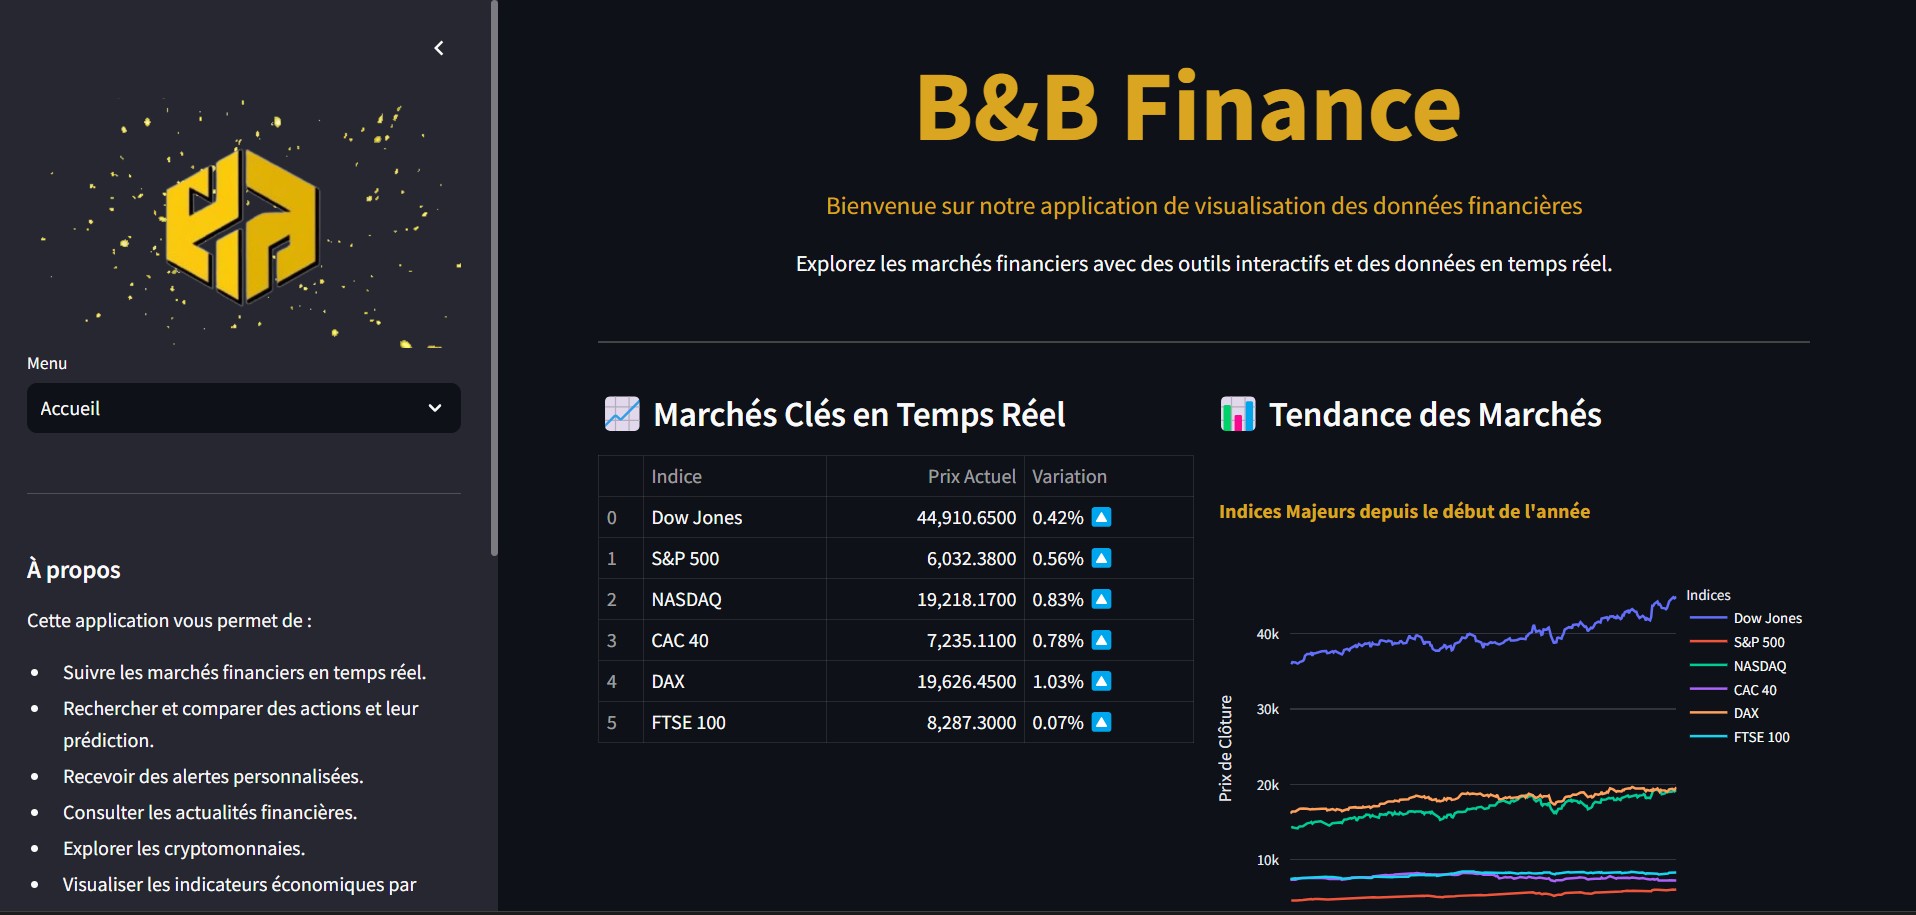 Menu
Accueil
À propos
Cette application vous permet de :
• Suivre les marchés financiers en temps réel.
• Rechercher et comparer des actions et leur
prédiction.
• Recevoir des alertes personnalisées.
• Consulter les actualités financières.
• Explorer les cryptomonnaies.
• Visualiser les indicateurs économiques par
B&B Finance
Bienvenue sur notre application de visualisation des données financières
Explorez les marchés financiers avec des outils interactifs et des données en temps réel.
Marchés Clés en Temps Réel
Indice Prix Actuel Variation
0 Dow Jones 44,910.6500 0.42%
1 S&P 500 6,032.3800 0.56%
2 NASDAQ 19,218.1700 0.83%
3 CAC 40 7,235.1100 0.78%
4 DAX 19,626.4500 1.03%
5 FTSE 100 8,287.3000 0.07%
Tendance des Marchés
Indices Majeurs depuis le début de l'année
Prix de Clôture
40k
30k
20k
10k
Indices
Dow Jones
S&P 500
NASDAQ
CAC 40
DAX
FTSE 100